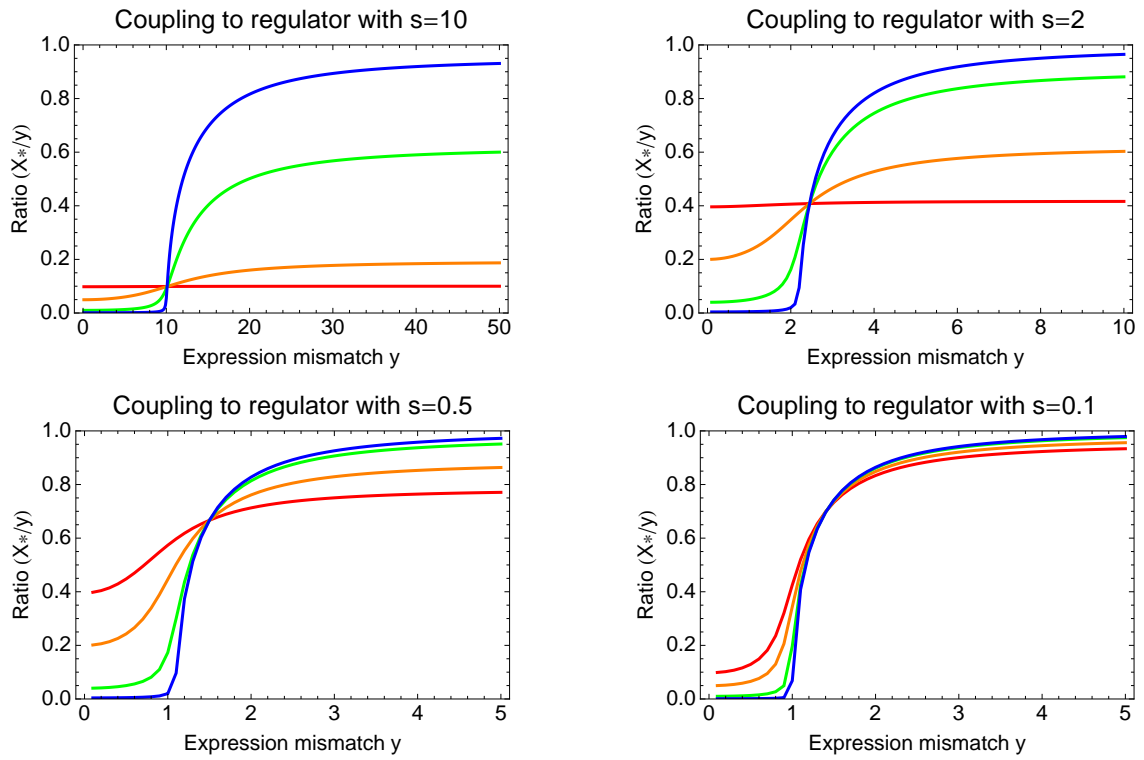 Coupling to regulator with s=10
Ratio (X*/y)
1.0
0.8
0.6
0.4
0.2
0.0
0 10 20 30 40 50
Expression mismatch y
Coupling to regulator with s=2
Ratio (X*/y)
1.0
0.8
0.6
0.4
0.2
0.0
0 2 4 6 8 10
Expression mismatch y
Coupling to regulator with s=0.5
Ratio (X*/y)
1.0
0.8
0.6
0.4
0.2
0.0
0 1 2 3 4 5
Expression mismatch y
Coupling to regulator with s=0.1
Ratio (X*/y)
1.0
0.8
0.6
0.4
0.2
0.0
0 1 2 3 4 5
Expression mismatch y